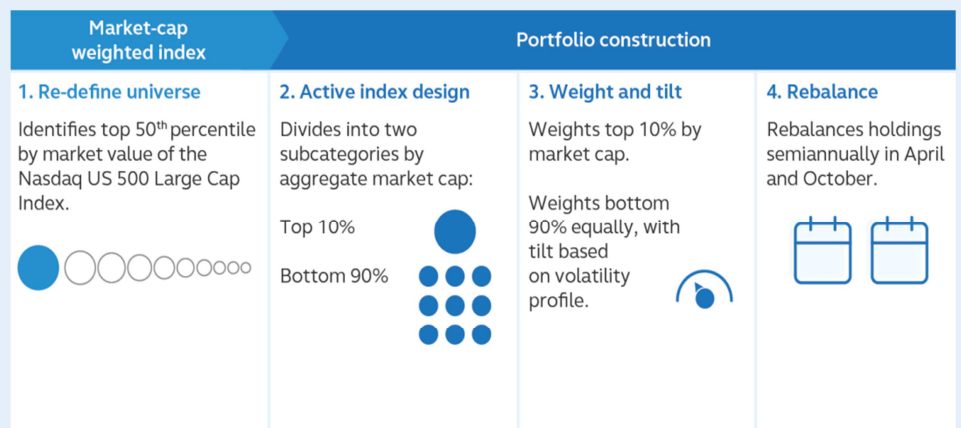 Market-cap
weighted index
Portfolio construction
1. Re-define universe
Identifies top 50th percentile
by market value of the
Nasdaq US 500 Large Cap
Index.
2. Active index design
Divides into two
subcategories by
aggregate market cap:
Top 10%
Bottom 90%
3. Weight and tilt
Weights top 10% by
market cap.
Weights bottom
90% equally, with
tilt based
on volatility
profile.
4. Rebalance
Rebalances holdings
semiannually in April
and October.